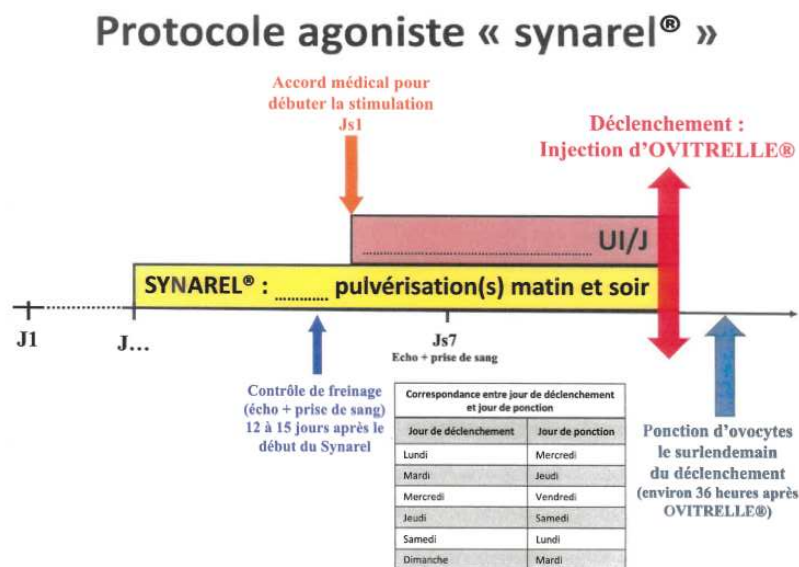 Protocole agoniste « synarel® »
Accord médical pour
débuter la stimulation
Js1
Déclenchement :
Injection d'OVITRELLE®
........................................ UI/J
SYNAREL® : ............ pulvérisation(s) matin et soir
J1
J...
Js7
Echo + prise de sang
Contrôle de freinage
(écho + prise de sang)
12 à 15 jours après le
début du Synarel
Correspondance entre jour de déclenchement
et jour de ponction
Jour de déclenchement Jour de ponction
Lundi Mercredi
Mardi Jeudi
Mercredi Vendredi
Jeudi Samedi
Samedi Lundi
Dimanche Mardi
Ponction d'ovocytes
le surlendemain
du déclenchement
(environ 36 heures après
OVITRELLE®)